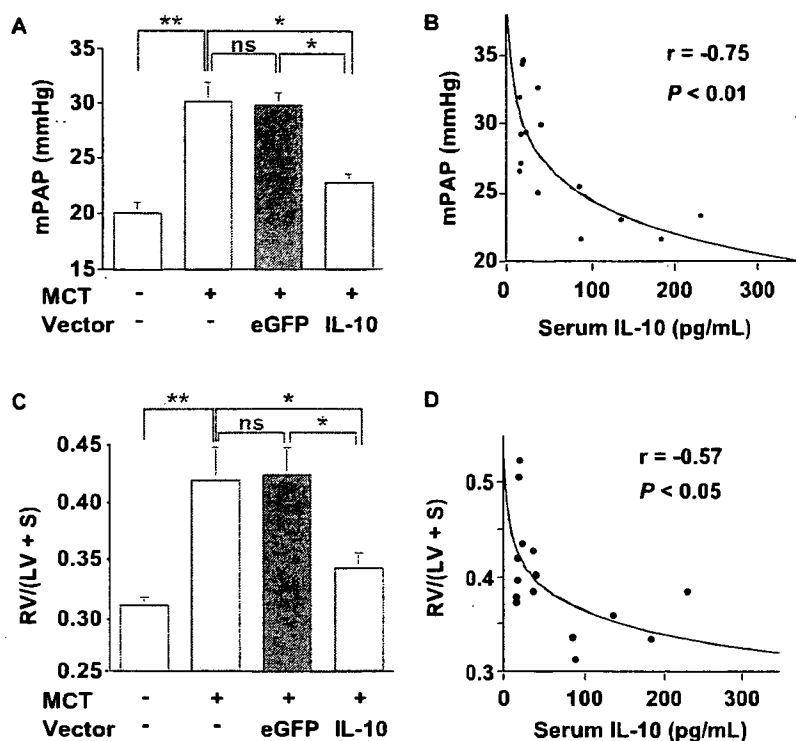 A
** *
ns *
35
30
25
20
15
mPAP (mmHg)
MCT - + + +
Vector - - eGFP IL-10
B
r = -0.75
P < 0.01
35
30
25
20
mPAP (mmHg)
0 100 200 300
Serum IL-10 (pg/mL)
C
** *
ns *
0.45
0.40
0.35
0.30
0.25
RV/(LV + S)
MCT - + + +
Vector - - eGFP IL-10
D
r = -0.57
P < 0.05
0.5
0.4
0.3
RV/(LV + S)
0 100 200 300
Serum IL-10 (pg/mL)